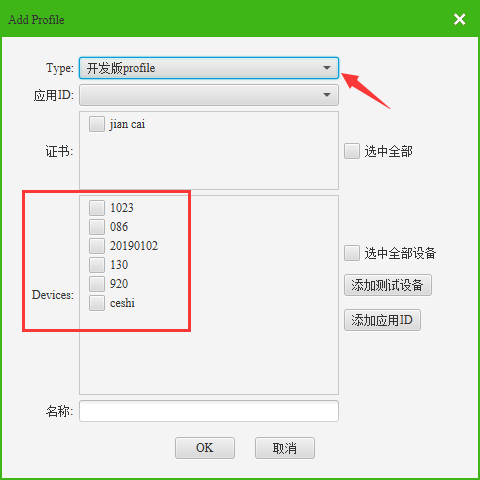 Add Profile
Type: 开发版profile
应用ID:
jian cai
证书: 选中全部
1023
086
20190102
选中全部设备
130
920
添加测试设备
Devices:
ceshi
添加应用ID
名称:
OK 取消